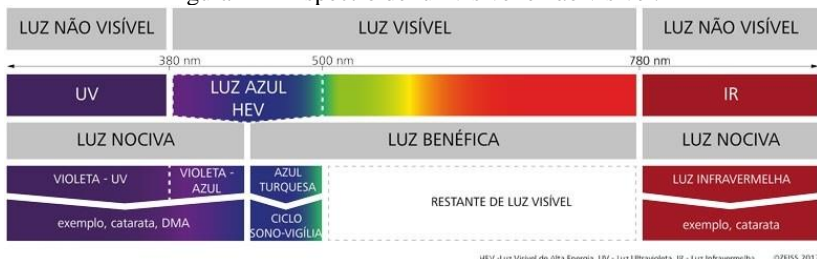 LUZ NÃO VISÍVEL LUZ VISÍVEL LUZ NÃO VISÍVEL
380 nm 500 nm 780 nm
UV LUZ AZUL HEV IR
LUZ NOCIVA LUZ BENÉFICA LUZ NOCIVA
VIOLETA - UV
VIOLETA -
AZUL
AZUL
TURQUESA
LUZ INFRAVERMELHA
RESTANTE DE LUZ VISÍVEL
exemplo, catarata, DMA
CICLO
SONO-VIGÍLIA
exemplo, catarata
HEV -Luz Visível de Alta Energia, UV - Luz Ultravioleta, IR - Luz Infravermelha ©ZEISS 2017